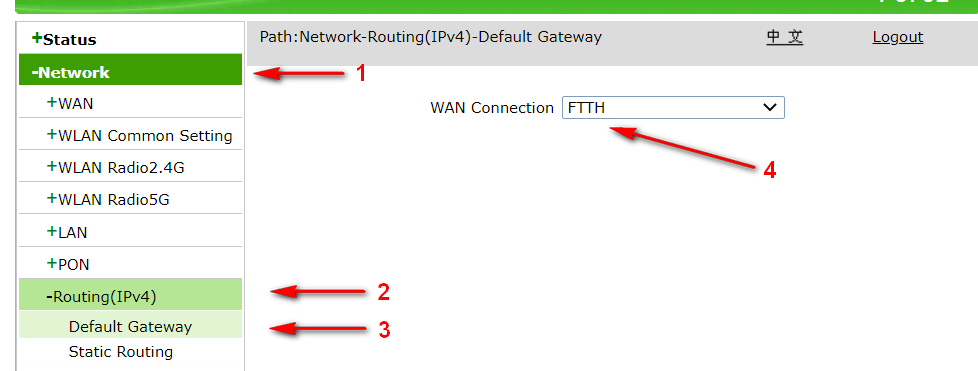 +Status
Path:Network-Routing(IPv4)-Default Gateway
中 文
Logout
-Network
1
+WAN
WAN Connection FTTH
+WLAN Common Setting
+WLAN Radio2.4G
4
+WLAN Radio5G
+LAN
+PON
-Routing(IPv4)
2
Default Gateway
3
Static Routing